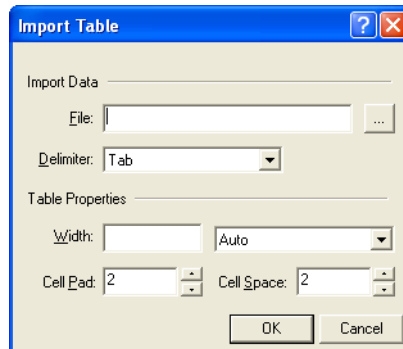 Import Table
Import Data
File:
...
Delimiter: Tab
Table Properties
Width: Auto
Cell Pad: 2 Cell Space: 2
OK Cancel